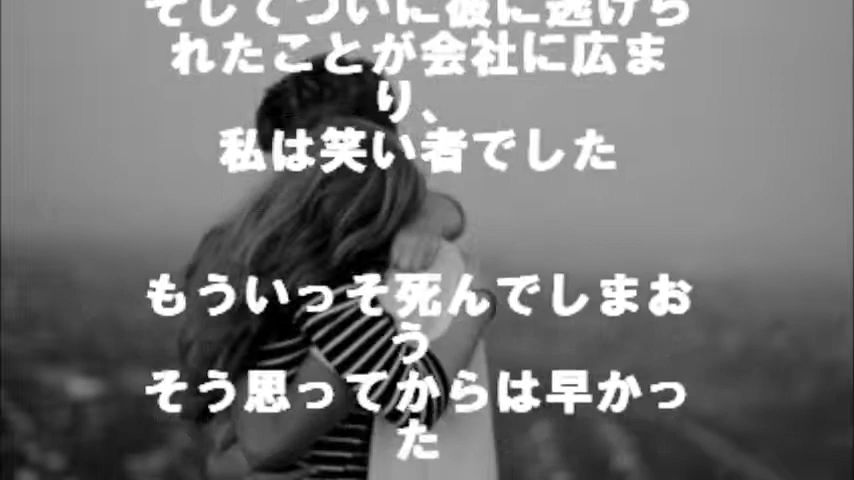 そしてついに彼に逃げら
れたことが会社に広ま
り、
私は笑い者でした
もういっそ死んでしまお
う
そう思ってからは早かっ
た